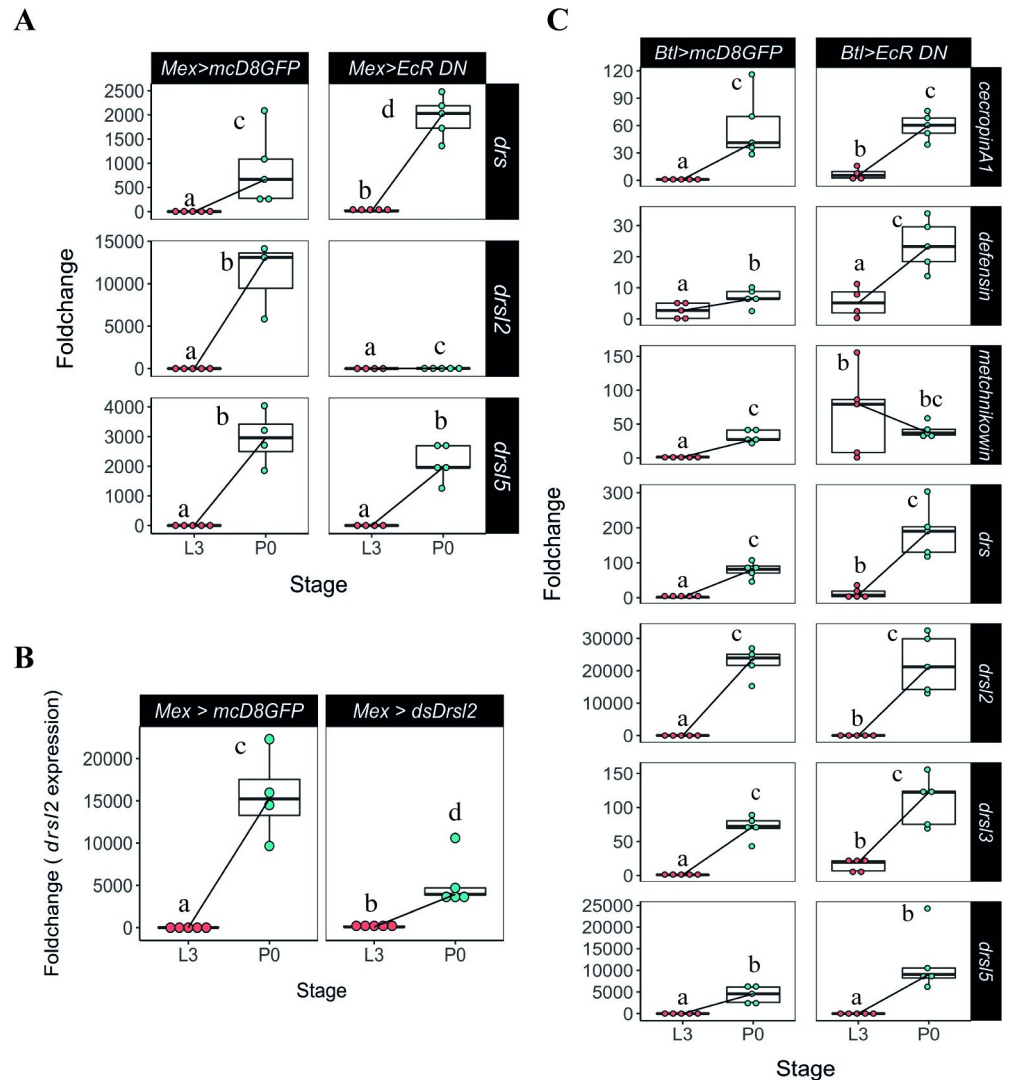 A
Mex>mcD8GFP Mex>EcR DN
Foldchange
2500
2000
1500
1000
500
0
a c b d
drs
15000
10000
5000
0
a b a c
drsl2
4000
3000
2000
1000
0
a b a b
drsl5
L3 P0 L3 P0
Stage
B
Mex > mcD8GFP Mex > dsDrsl2
Foldchange ( drsl2 expression)
20000
15000
10000
5000
0
a c b d
L3 P0 L3 P0
Stage
C
Btl>mcD8GFP Btl>EcR DN
Foldchange
120
90
60
30
0
a c b c
cecropinA1
30
20
10
0
a b a c
defensin
150
100
50
0
a c b bc
metchnikowin
300
200
100
0
a c b c
drs
30000
20000
10000
0
a c b c
drsl2
150
100
50
0
a c b c
drsl3
25000
20000
15000
10000
5000
0
a b a b
drsl5
L3 P0 L3 P0
Stage